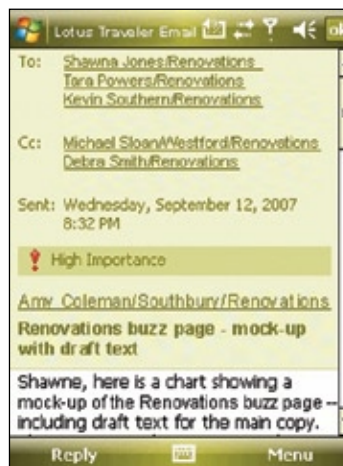 Lotus Traveler Email ok
To: Shawna Jones/Renovations
Tara Powers/Renovations
Kevin Southern/Renovations
Cc: Michael Sloan/Westford/Renovations
Debra Smith/Renovations
Sent: Wednesday, September 12, 2007
8:32 PM
High Importance
Amy Coleman/Southbury/Renovations
Renovations buzz page - mock-up
with draft text
Shawne, here is a chart showing a
mock-up of the Renovations buzz page --
including draft text for the main copy.
Reply Menu